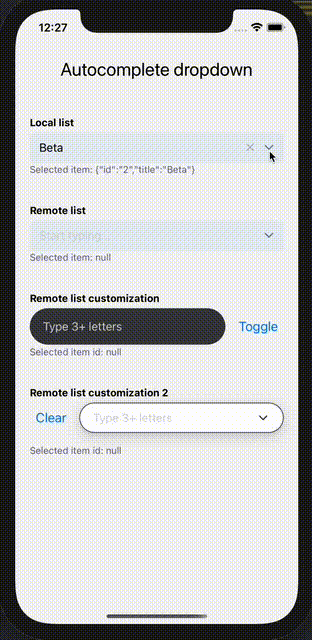 12:27
Autocomplete dropdown
Local list
Beta
Selected item: {"id":"2","title":"Beta"}
Remote list
Start typing...
Selected item: null
Remote list customization
Type 3+ letters
Toggle
Selected item id: null
Remote list customization 2
Clear
Type 3+ letters
Selected item id: null